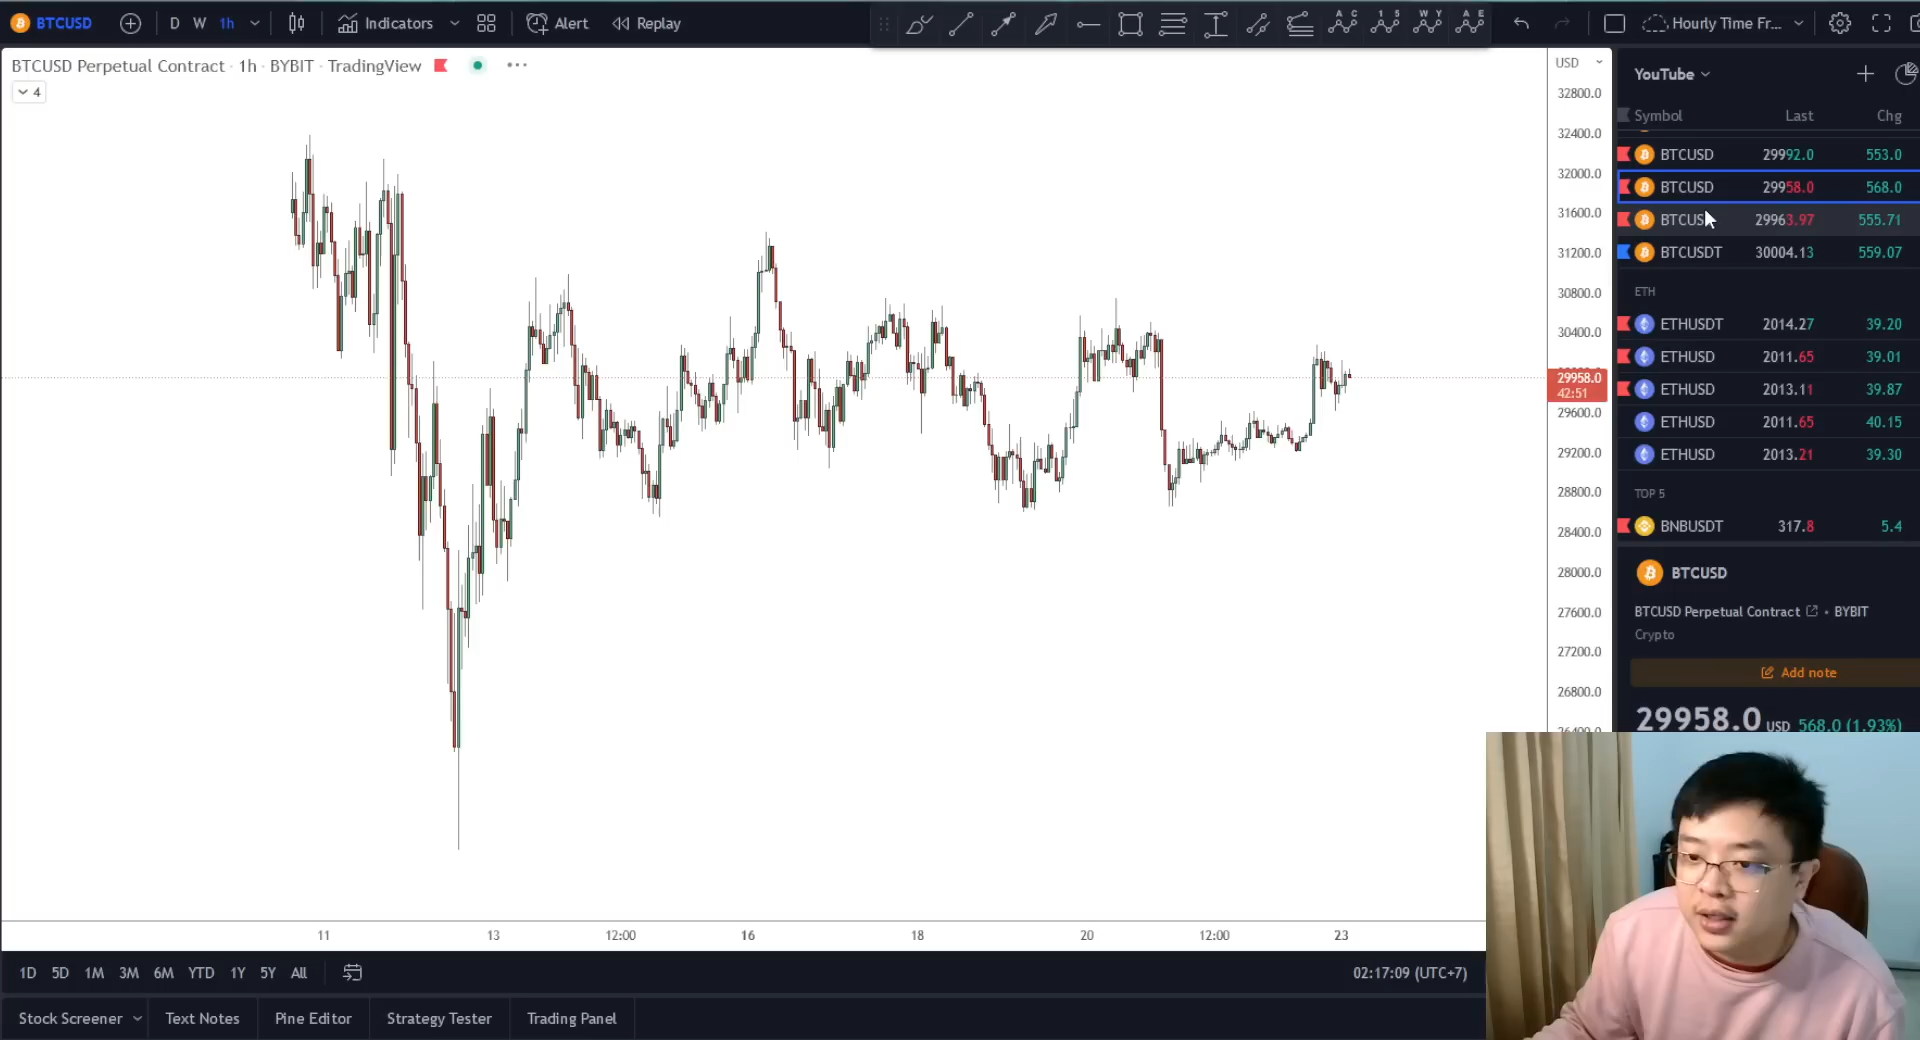 BTCUSD D W 1h Indicators Alert Replay A C 1 5 W Y A E Hourly Time Fr...
BTCUSD Perpetual Contract · 1h · BYBIT · TradingView
4
USD
32800.0
32400.0
32000.0
31600.0
31200.0
30800.0
30400.0
29958.0
42:51
29600.0
29200.0
28800.0
28400.0
28000.0
27600.0
27200.0
26800.0
11 13 12:00 16 18 20 12:00 23
1D 5D 1M 3M 6M YTD 1Y 5Y All 02:17:09 (UTC+7)
Stock Screener Text Notes Pine Editor Strategy Tester Trading Panel
YouTube
Symbol Last Chg
BTCUSD 29992.0 553.0
BTCUSD 29958.0 568.0
BTCUS 29963.97 555.71
BTCUSDT 30004.13 559.07
ETH
ETHUSDT 2014.27 39.20
ETHUSD 2011.65 39.01
ETHUSD 2013.11 39.87
ETHUSD 2011.65 40.15
ETHUSD 2013.21 39.30
TOP 5
BNBUSDT 317.8 5.4
BTCUSD
BTCUSD Perpetual Contract • BYBIT
Crypto
Add note
29958.0 USD 568.0 (1.93%)